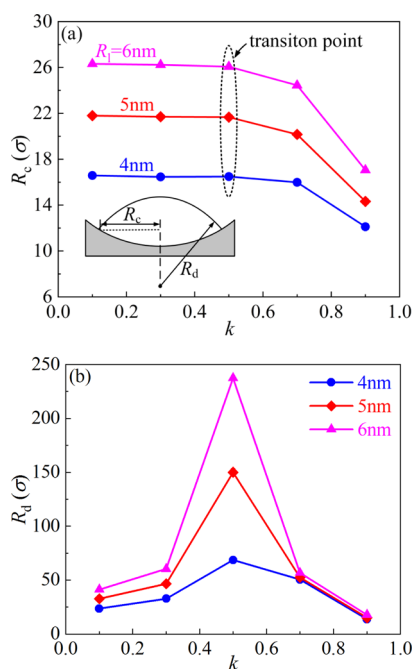 (a)
transiton point
R_l=6nm
5nm
4nm
R_c
R_d
R_c (σ)
30
26
22
18
14
10
6
0.0 0.2 0.4 0.6 0.8 1.0
k
(b)
4nm
5nm
6nm
R_d (σ)
250
200
150
100
50
0
0.0 0.2 0.4 0.6 0.8 1.0
k